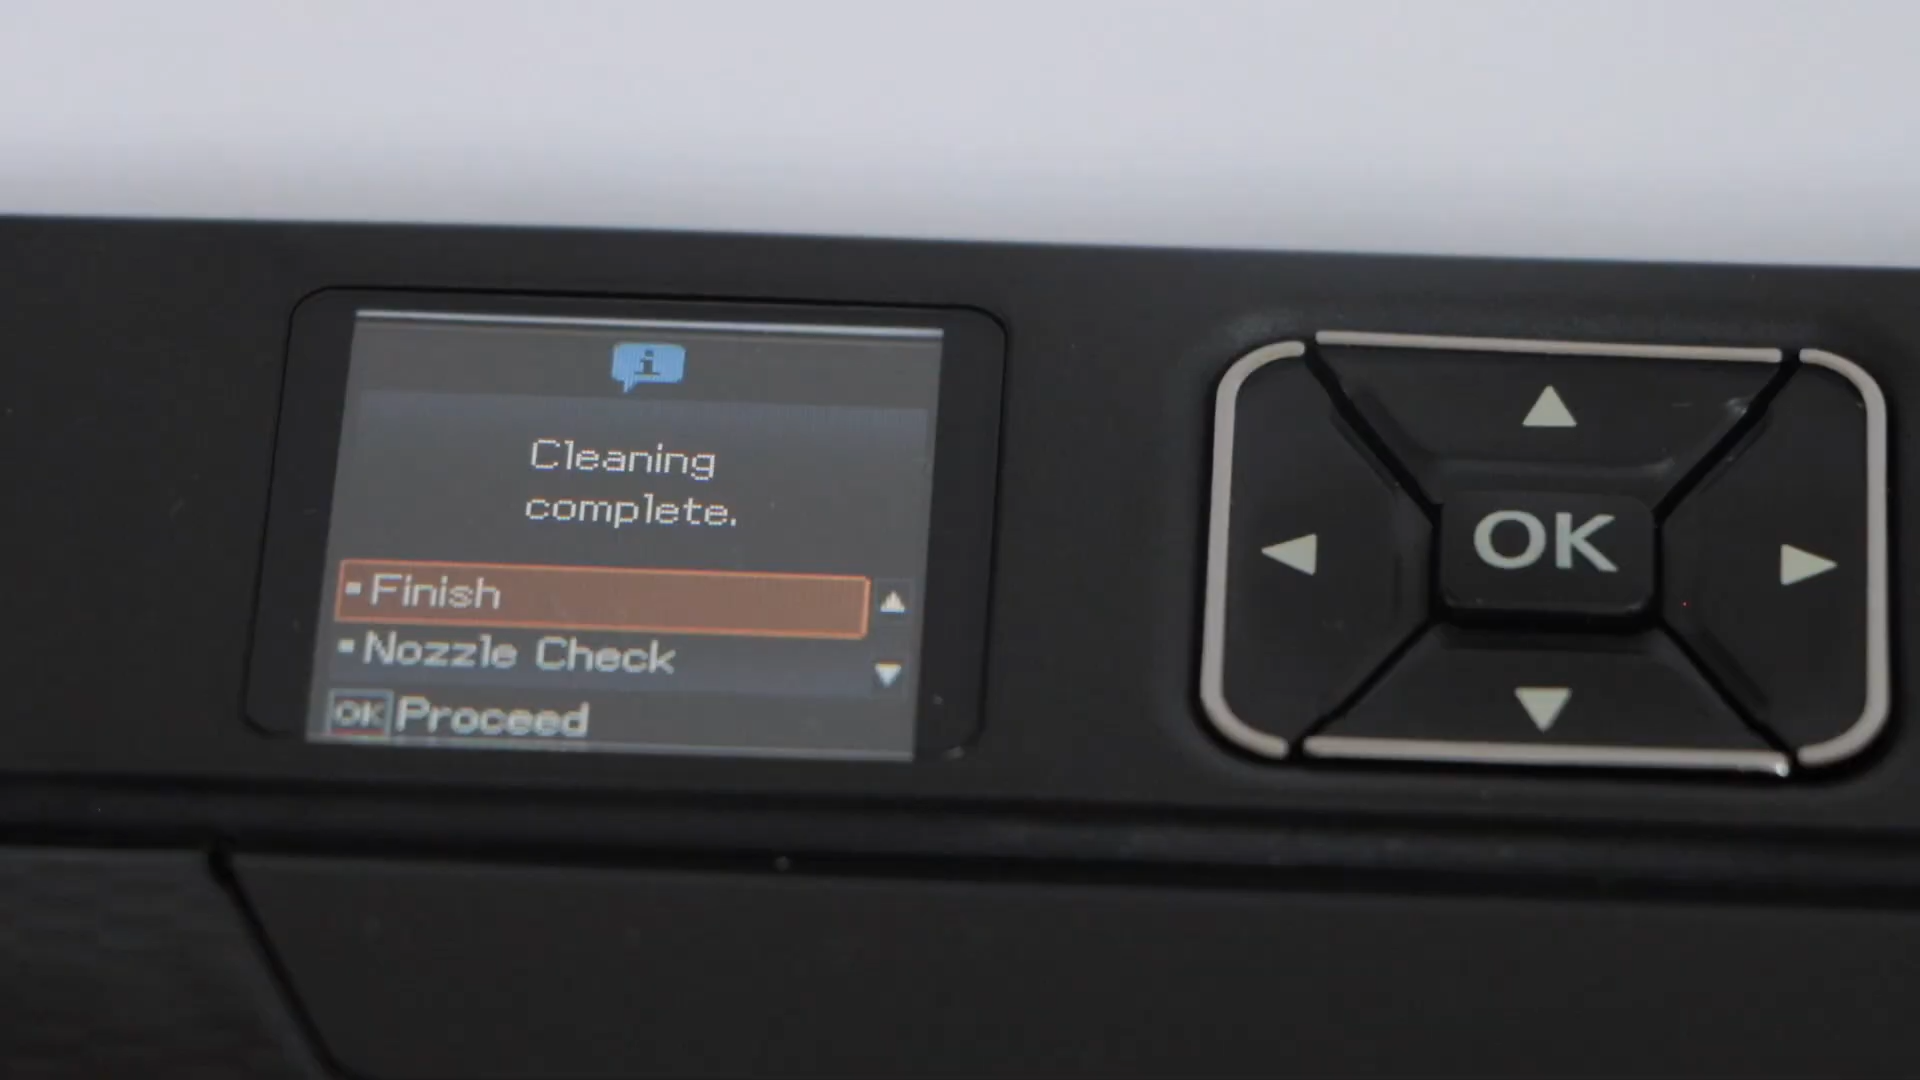 i
Cleaning
complete.
Finish
Nozzle Check
OK Proceed
OK